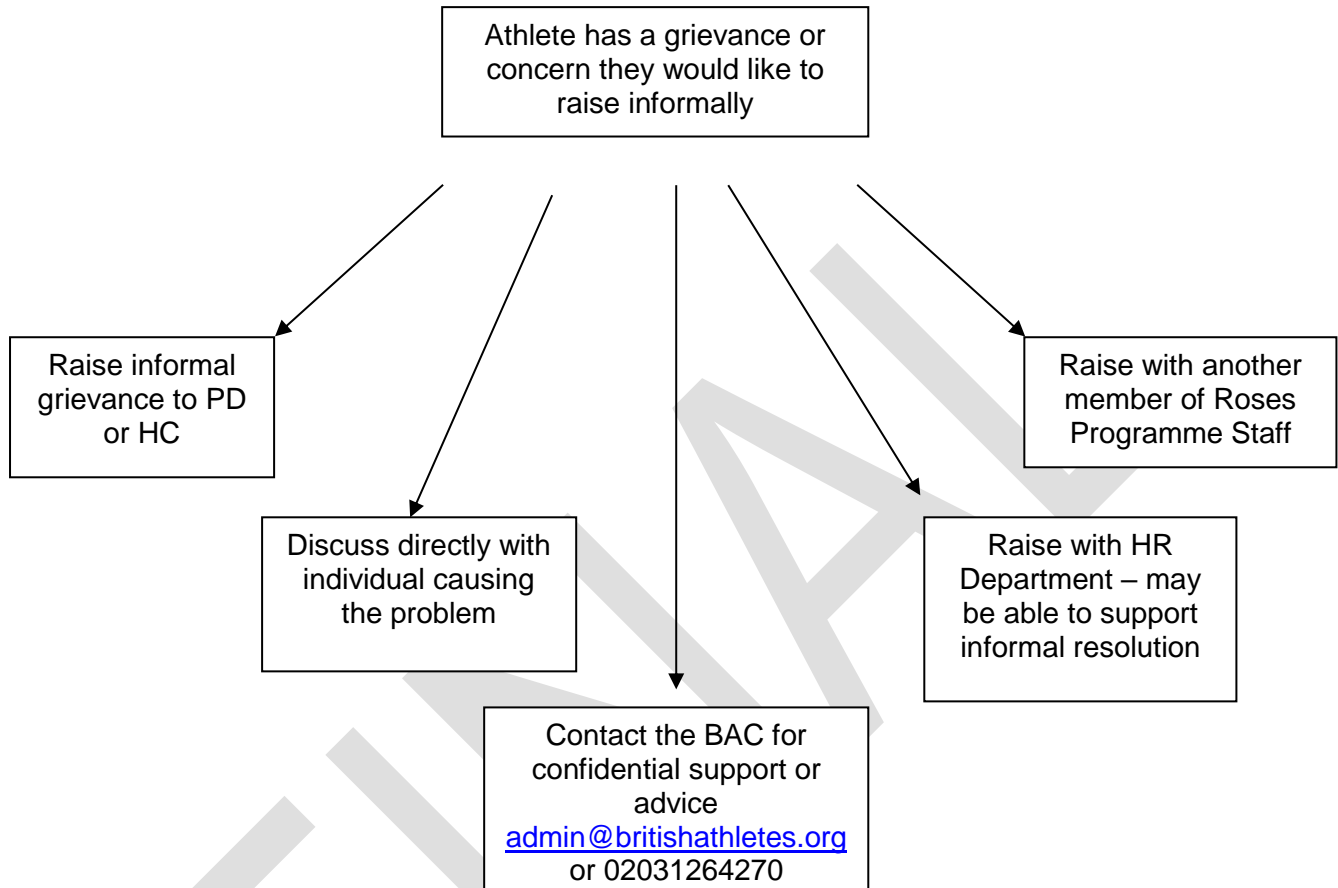 Athlete has a grievance or
concern they would like to
raise informally
Raise informal
grievance to PD
or HC
Discuss directly with
individual causing
the problem
Contact the BAC for
confidential support or
advice
admin@britishathletes.org
or 02031264270
Raise with HR
Department – may
be able to support
informal resolution
Raise with another
member of Roses
Programme Staff
FINAL